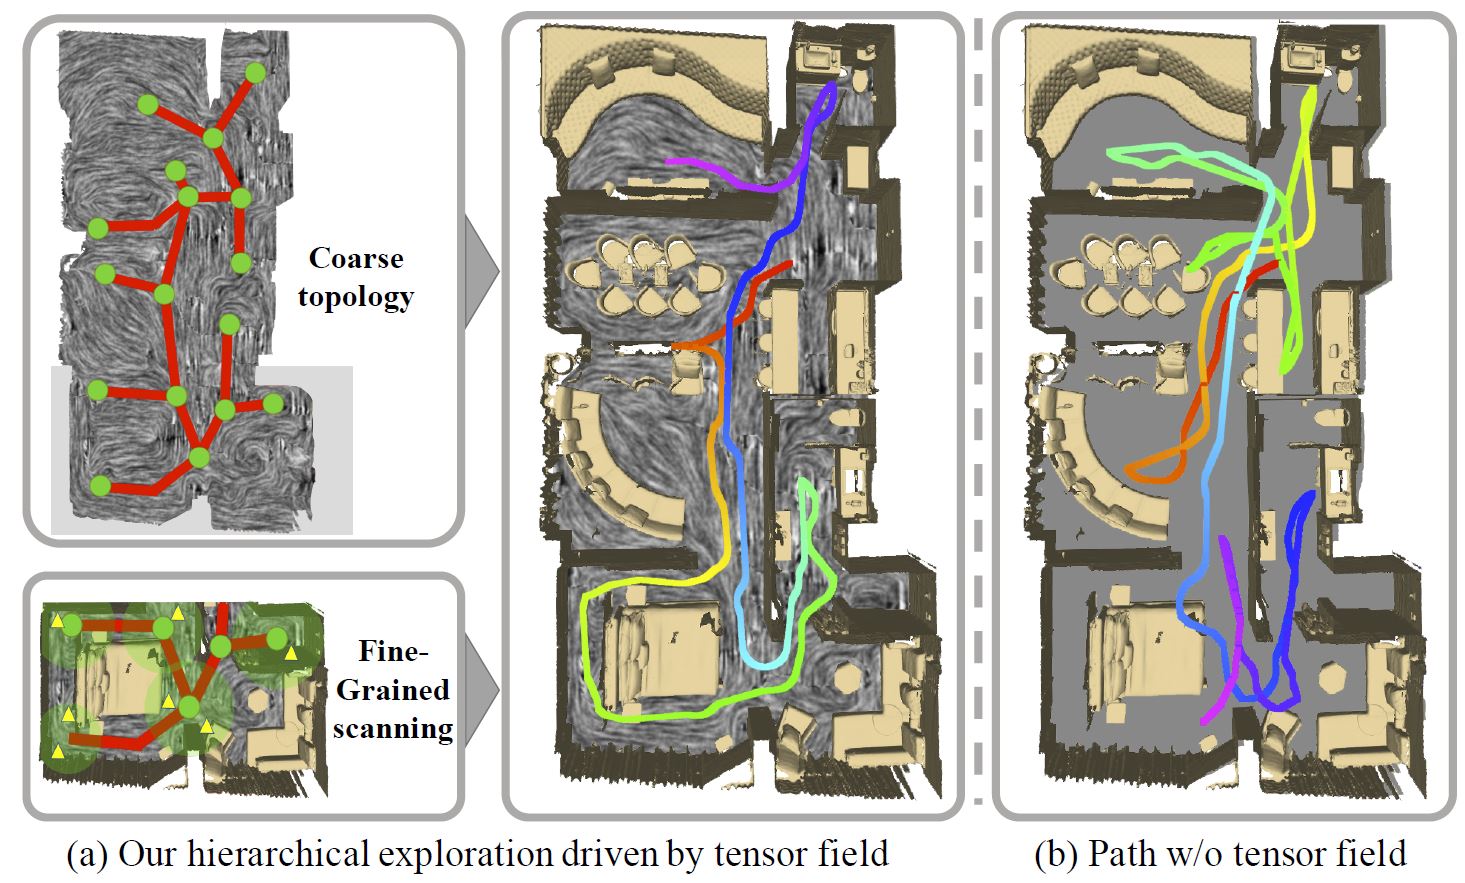 Coarse
topology
Fine-
Grained
scanning
(a) Our hierarchical exploration driven by tensor field
(b) Path w/o tensor field